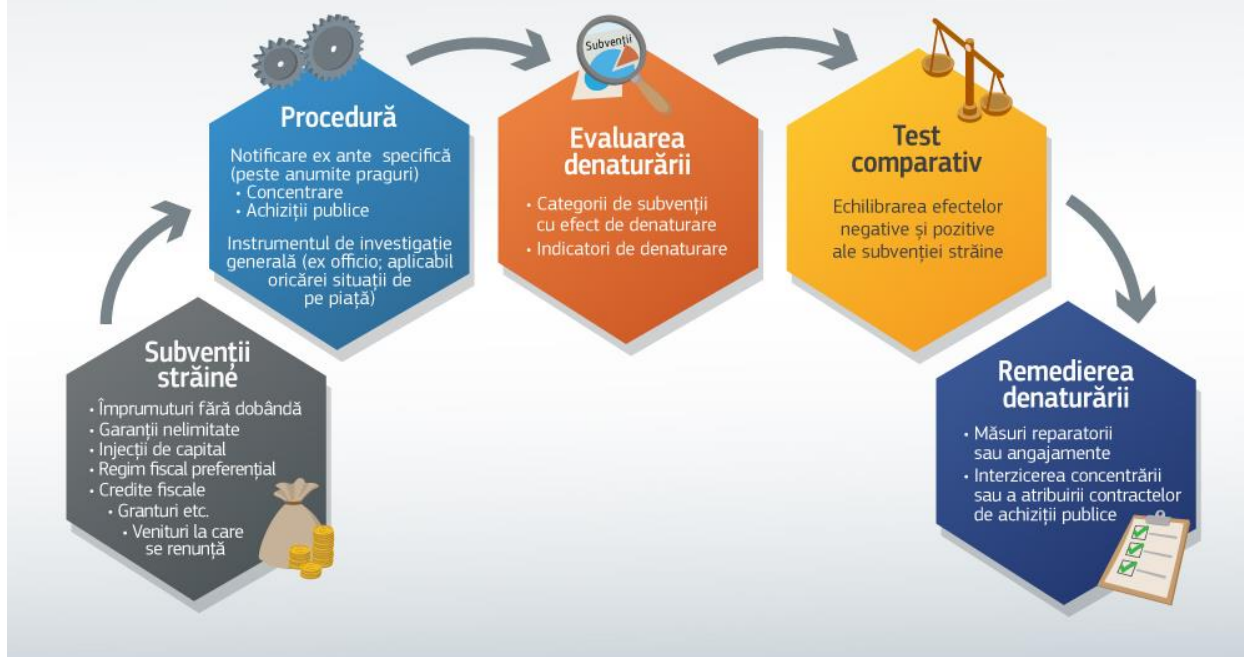 Subvenții
străine
• Împrumuturi fără dobândă
• Garanții nelimitate
• Injecții de capital
• Regim fiscal preferențial
• Credite fiscale
• Granturi etc.
• Venituri la care
se renunță
Procedură
Notificare ex ante specifică
(peste anumite praguri)
• Concentrare
• Achiziții publice
Instrumentul de investigație
generală (ex officio; aplicabil
oricărei situații de
pe piață)
Subvenții
Evaluarea
denaturării
• Categorii de subvenții
cu efect de denaturare
• Indicatori de denaturare
Test
comparativ
Echilibrarea efectelor
negative și pozitive
ale subvenției străine
Remedierea
denaturării
• Măsuri reparatorii
sau angajamente
• Interzicerea concentrării
sau a atribuirii contractelor
de achiziții publice